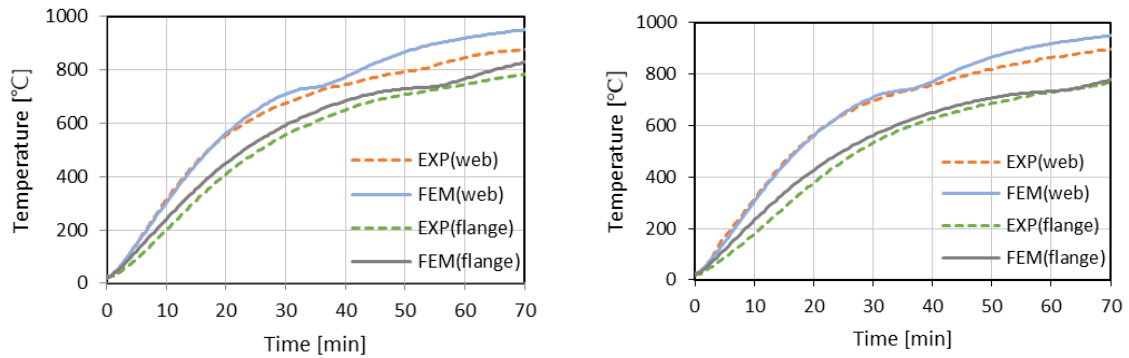 1000
800
600
400
200
0
Temperature [℃]
0 10 20 30 40 50 60 70
Time [min]
EXP(web)
FEM(web)
EXP(flange)
FEM(flange)
1000
800
600
400
200
0
Temperature [℃]
0 10 20 30 40 50 60 70
Time [min]
EXP(web)
FEM(web)
EXP(flange)
FEM(flange)